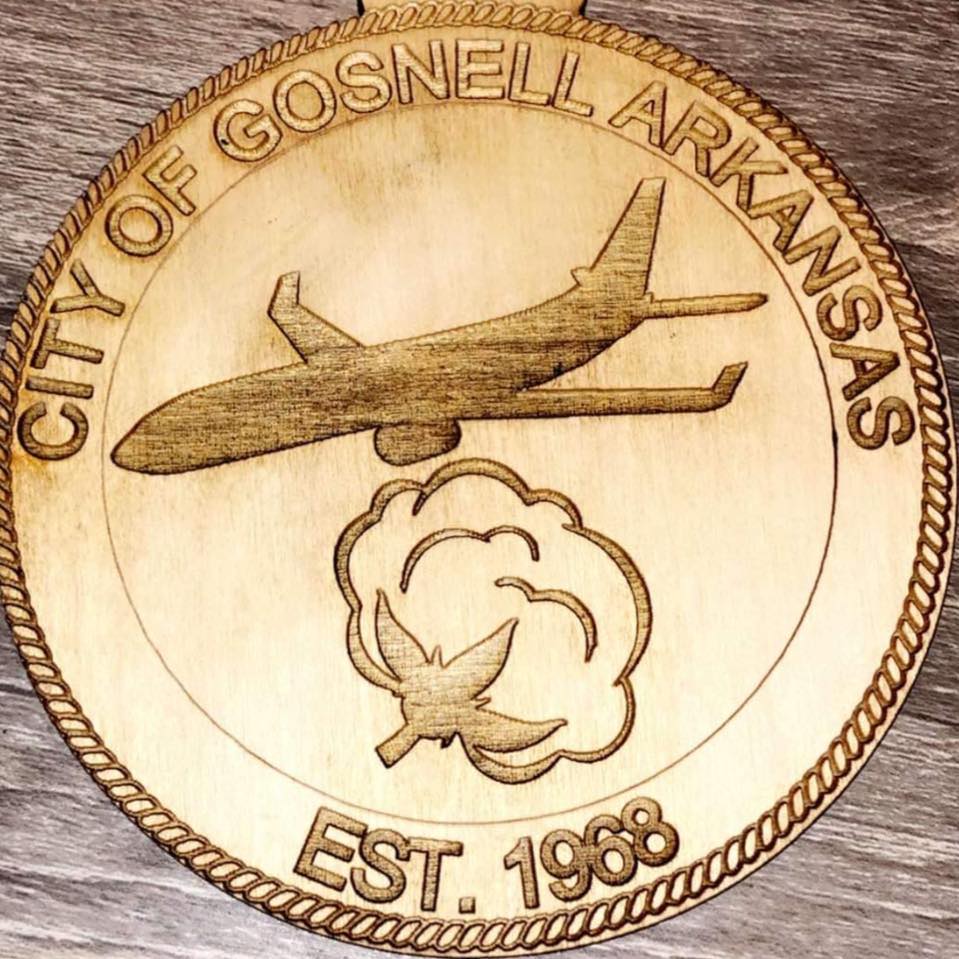 CITY OF GOSNELL ARKANSAS
EST. 1968